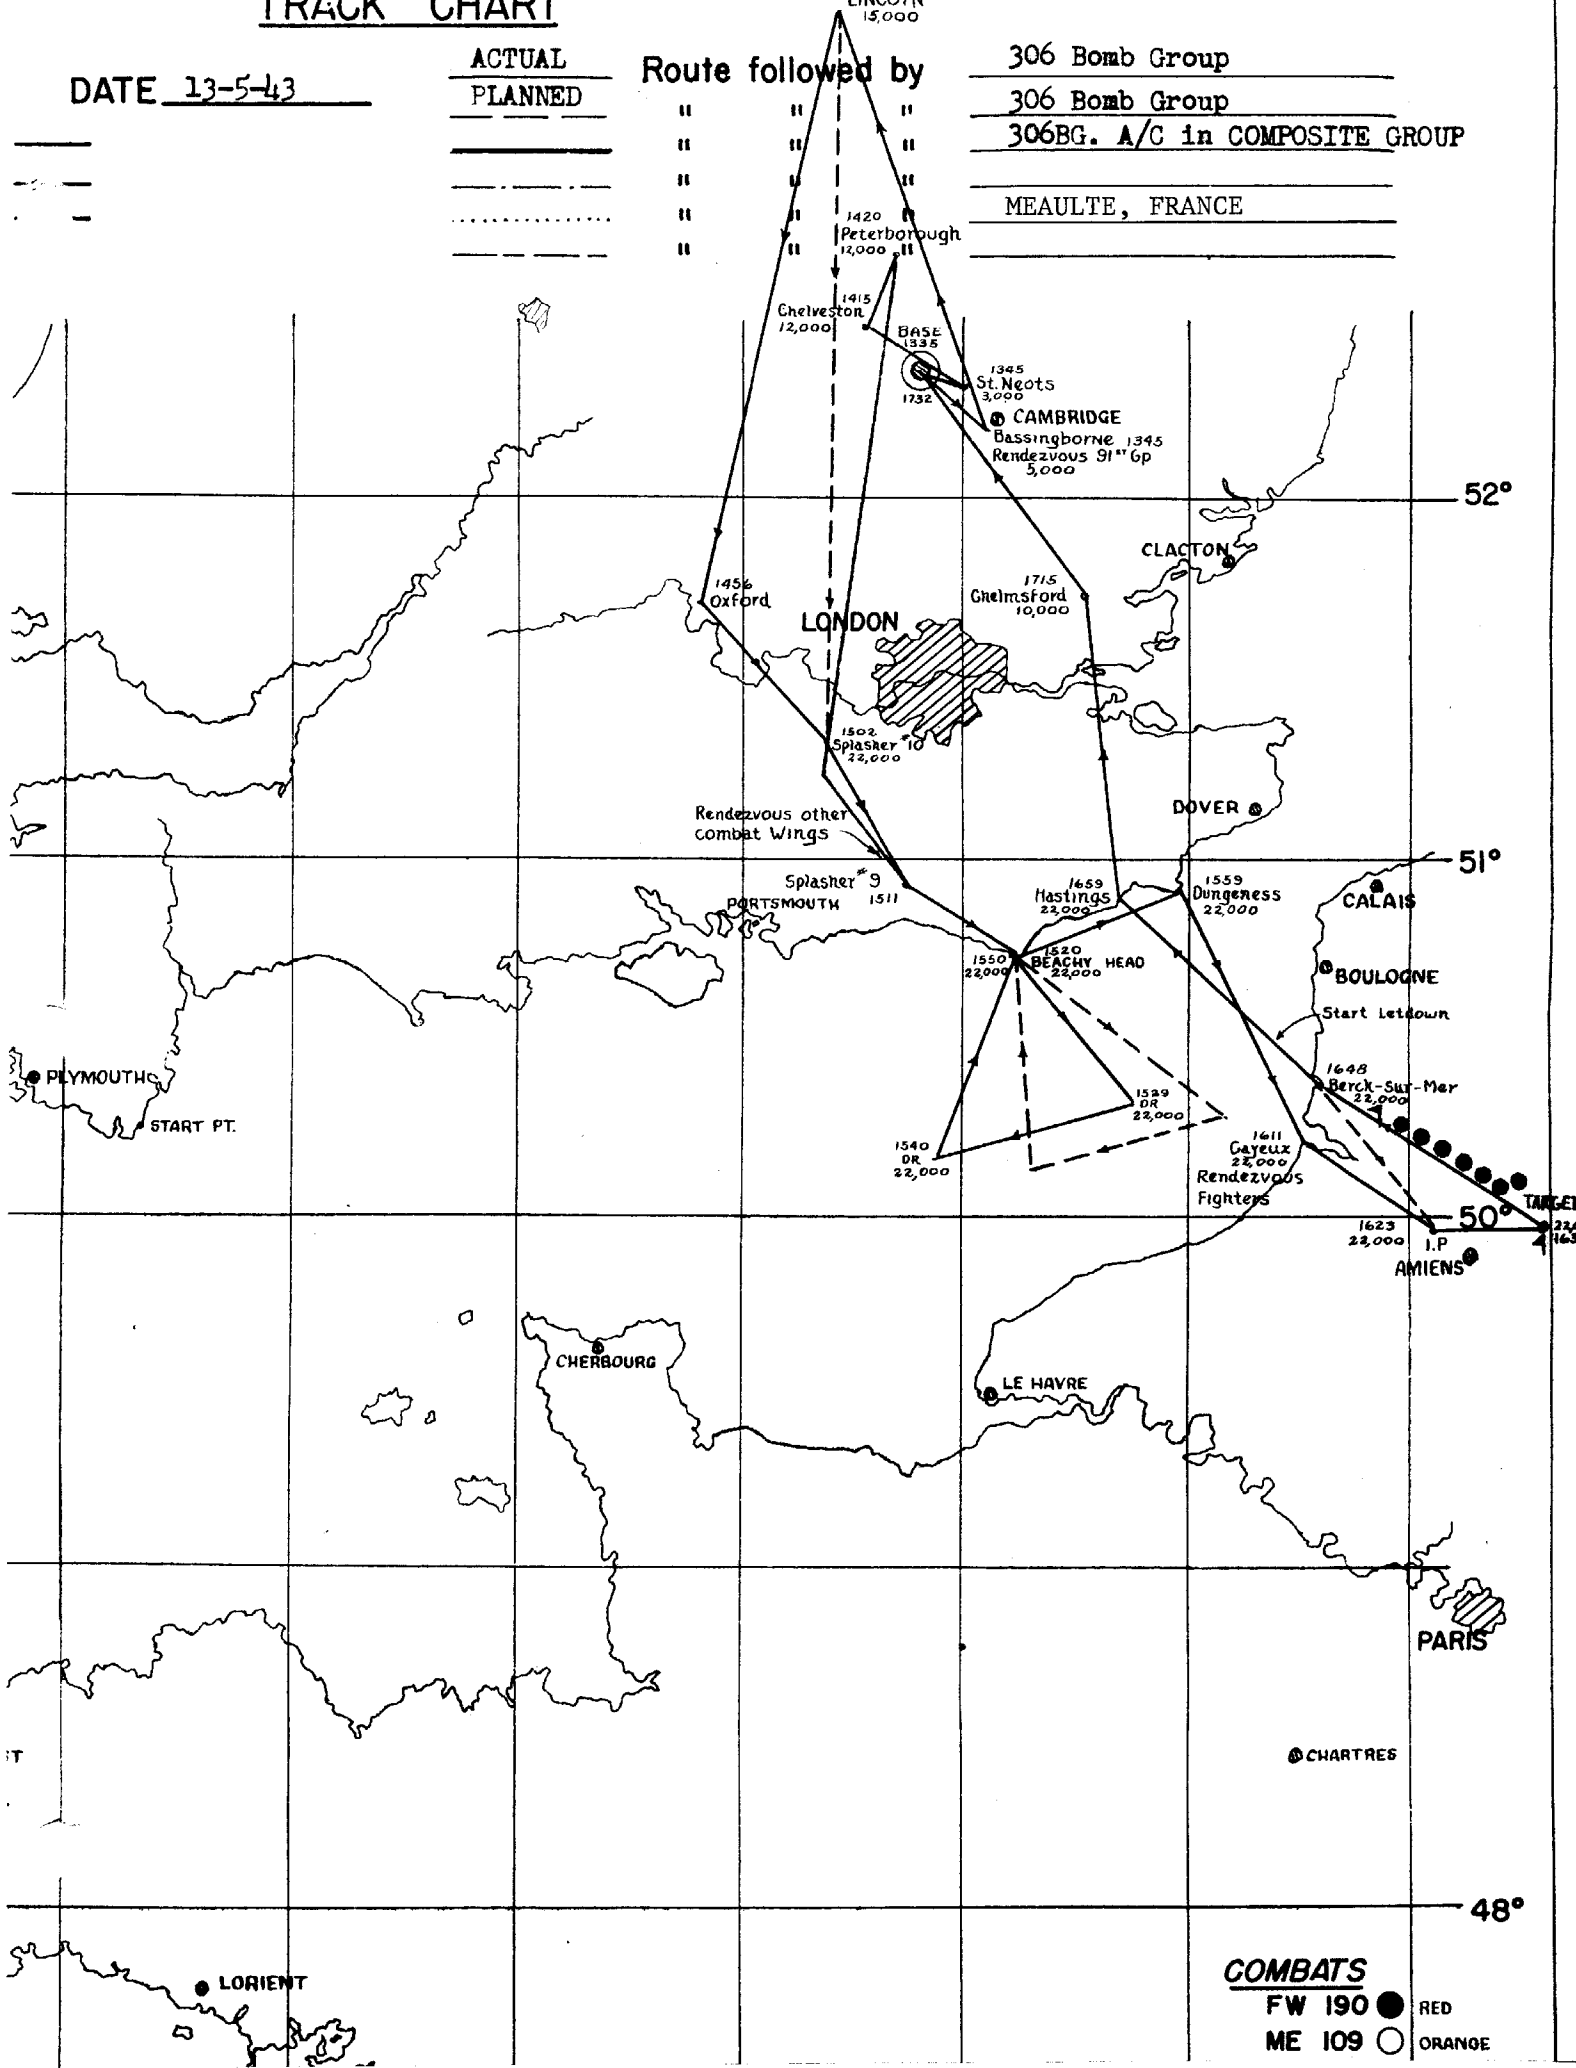 TRACK CHART
LINCOLN
15,000
DATE 13-5-43
ACTUAL Route followed by 306 Bomb Group
PLANNED " " " 306 Bomb Group
" " " 306BG. A/C in COMPOSITE GROUP
" " "
" " " MEAULTE, FRANCE
" " "
1420
Peterborough
12,000
1415
Chelveston
12,000
BASE
1335
1732
1345
St. Neots
3,000
CAMBRIDGE
Bassingborne 1345
Rendezvous 91st Gp
5,000
52°
CLACTON
1456
Oxford
1715
Chelmsford
10,000
LONDON
1502
Splasher #10
22,000
Rendezvous other
Combat Wings
DOVER
51°
Splasher #9
1511
PORTSMOUTH
1659
Hastings
22,000
1559
Dungeness
22,000
CALAIS
1550
22,000
1520
BEACHY HEAD
22,000
BOULOGNE
Start Letdown
PLYMOUTH
START PT.
1648
Berck-Sur-Mer
22,000
1529
DR
22,000
1540
DR
22,000
1611
Cayeux
22,000
Rendezvous
Fighters
TARGET
50°
1623
22,000
I.P
AMIENS
CHERBOURG
LE HAVRE
PARIS
CHARTRES
48°
LORIENT
COMBATS
FW 190 RED
ME 109 ORANGE